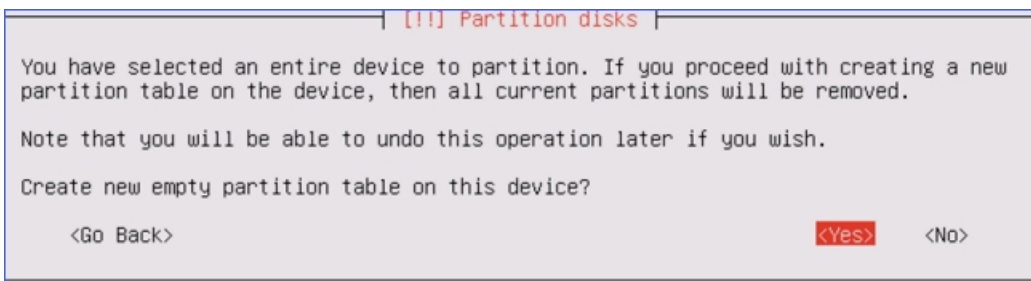 [!!] Partition disks
You have selected an entire device to partition. If you proceed with creating a new
partition table on the device, then all current partitions will be removed.
Note that you will be able to undo this operation later if you wish.
Create new empty partition table on this device?
<Go Back> <Yes> <No>